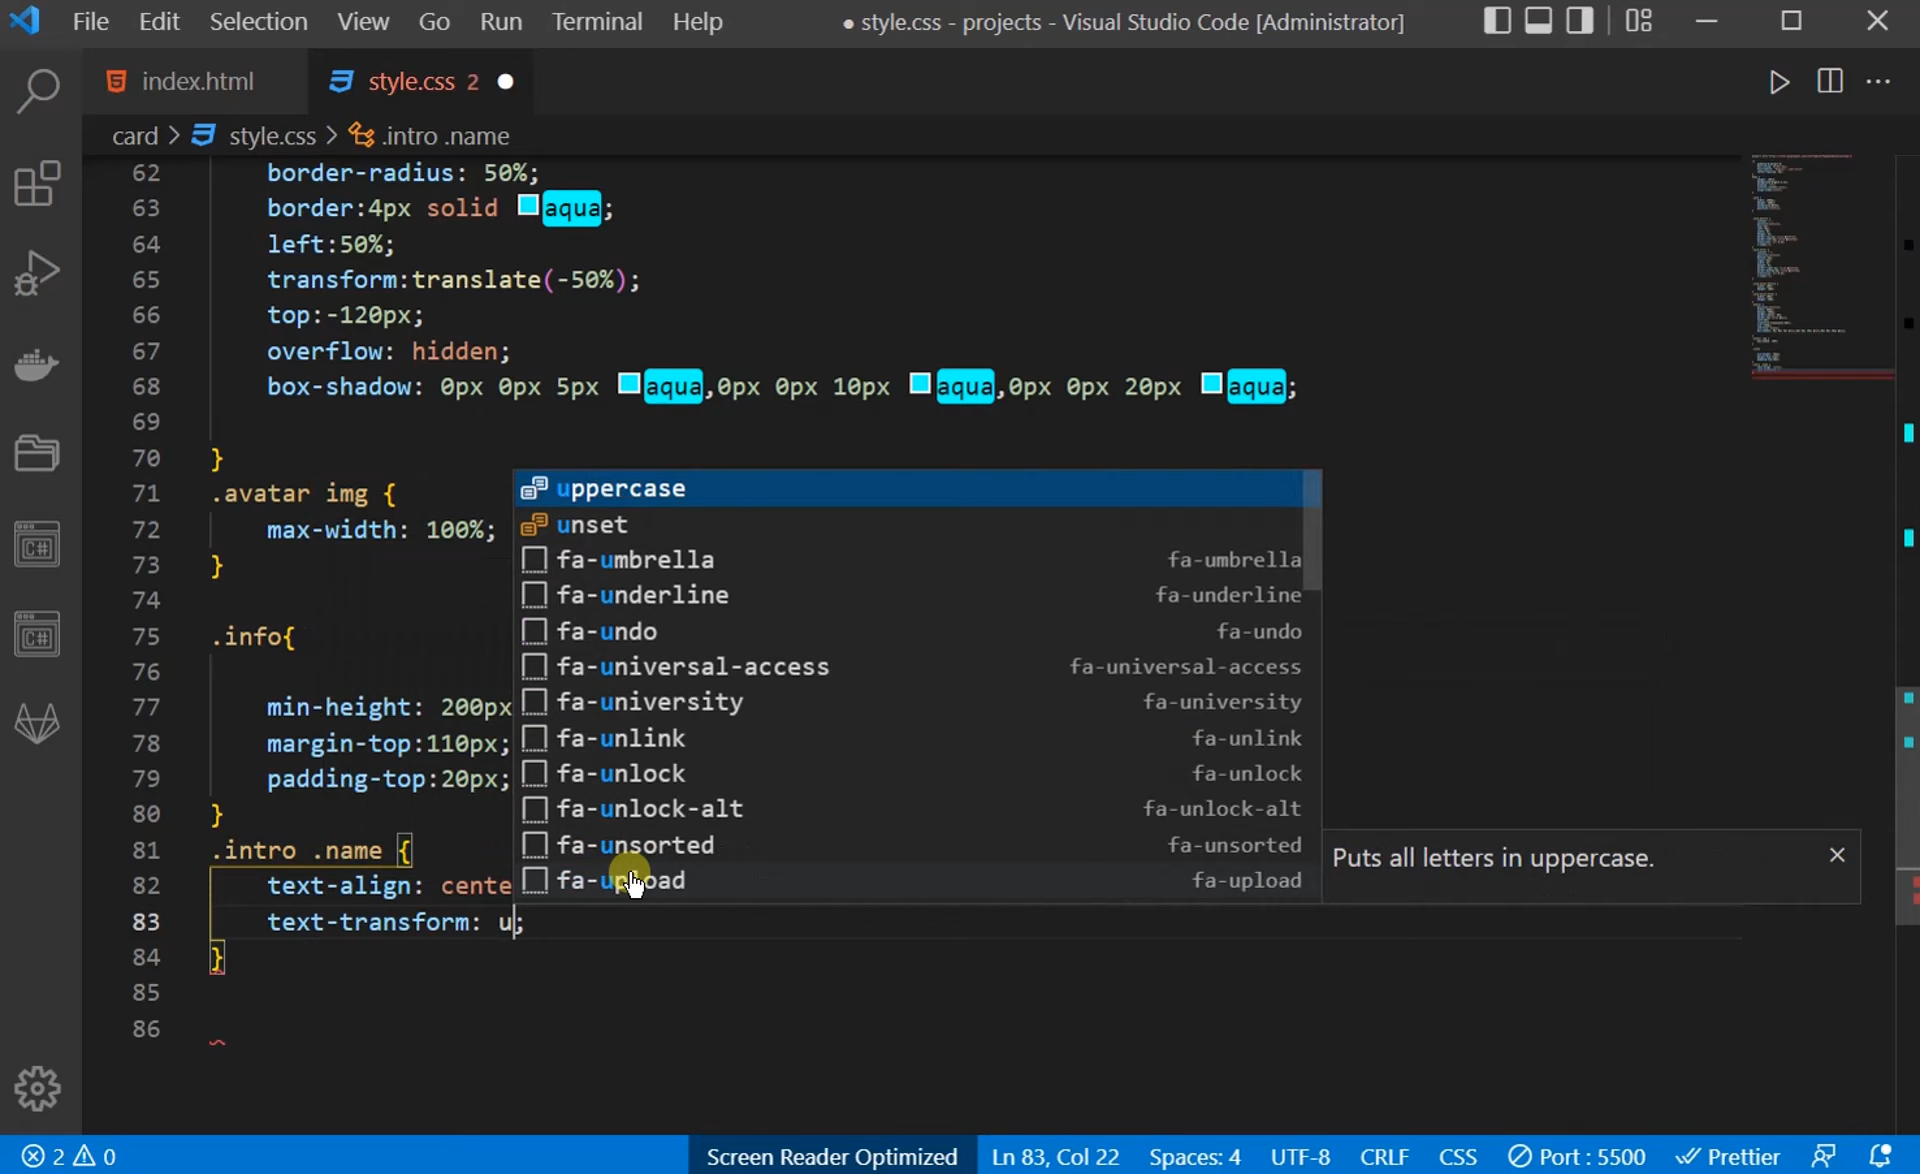 File Edit Selection View Go Run Terminal Help ● style.css - projects - Visual Studio Code [Administrator]
index.html style.css 2 ●
card > style.css > .intro .name
62 border-radius: 50%;
63 border:4px solid aqua;
64 left:50%;
65 transform:translate(-50%);
66 top:-120px;
67 overflow: hidden;
68 box-shadow: 0px 0px 5px aqua,0px 0px 10px aqua,0px 0px 20px aqua;
69
70 }
71 .avatar img {
72 max-width: 100%;
73 }
74
75 .info{
76
77 min-height: 200px
78 margin-top:110px;
79 padding-top:20px;
80 }
81 .intro .name {
82 text-align: cente
83 text-transform: u;
84 }
85
86
uppercase
unset
fa-umbrella fa-umbrella
fa-underline fa-underline
fa-undo fa-undo
fa-universal-access fa-universal-access
fa-university fa-university
fa-unlink fa-unlink
fa-unlock fa-unlock
fa-unlock-alt fa-unlock-alt
fa-unsorted fa-unsorted
fa-upload fa-upload
Puts all letters in uppercase.
C#
C#
2 0 Screen Reader Optimized Ln 83, Col 22 Spaces: 4 UTF-8 CRLF CSS Port : 5500 Prettier